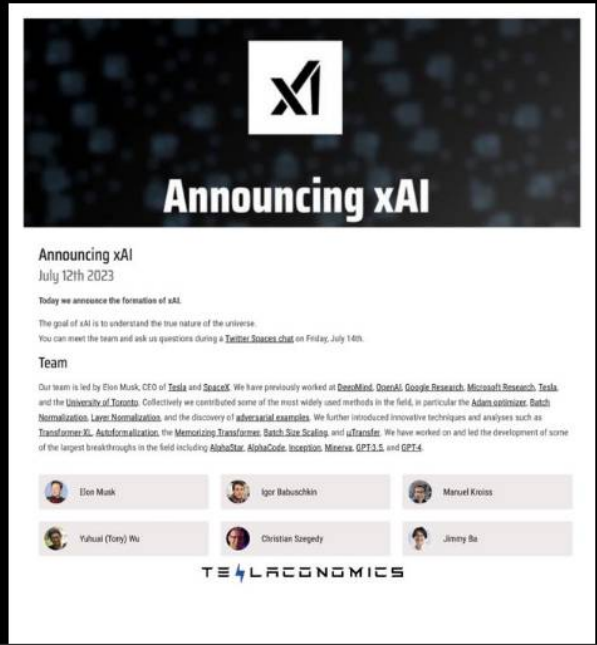 xAI
Announcing xAI
Announcing xAI
July 12th 2023
Today we announce the formation of xAI.
The goal of xAI is to understand the true nature of the universe.
You can meet the team and ask us questions during a Twitter Spaces chat on Friday, July 14th.
Team
Our team is led by Elon Musk, CEO of Tesla and SpaceX. We have previously worked at DeepMind, OpenAI, Google Research, Microsoft Research, Tesla,
and the University of Toronto. Collectively we contributed some of the most widely used methods in the field, in particular the Adam optimizer, Batch
Normalization, Layer Normalization, and the discovery of adversarial examples. We further introduced innovative techniques and analyses such as
Transformer-XL, Autoformalization, the Memorizing Transformer, Batch Size Scaling, and μTransfer. We have worked on and led the development of some
of the largest breakthroughs in the field including AlphaStar, AlphaCode, Inception, Minerva, GPT-3.5, and GPT-4.
Elon Musk
Igor Babuschkin
Manuel Kroiss
Yuhuai (Tony) Wu
Christian Szegedy
Jimmy Ba
TESLACONOMICS